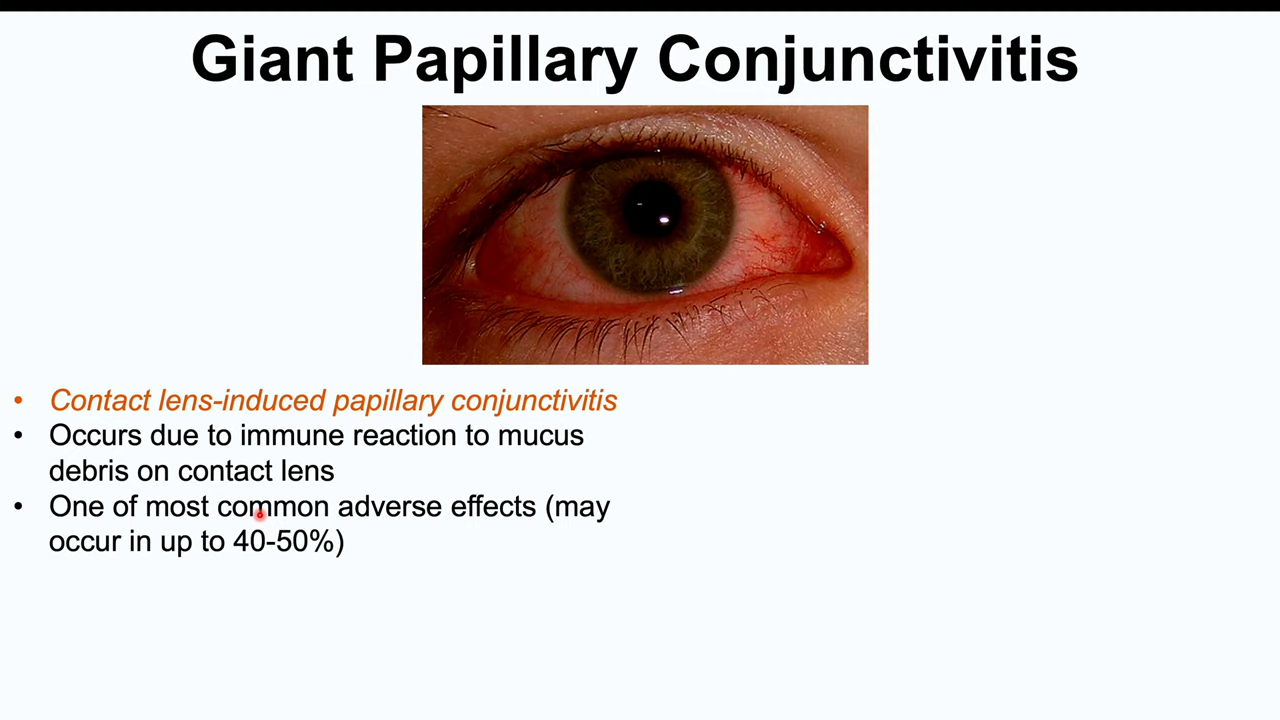 Giant Papillary Conjunctivitis
• Contact lens-induced papillary conjunctivitis
• Occurs due to immune reaction to mucus
debris on contact lens
• One of most common adverse effects (may
occur in up to 40-50%)